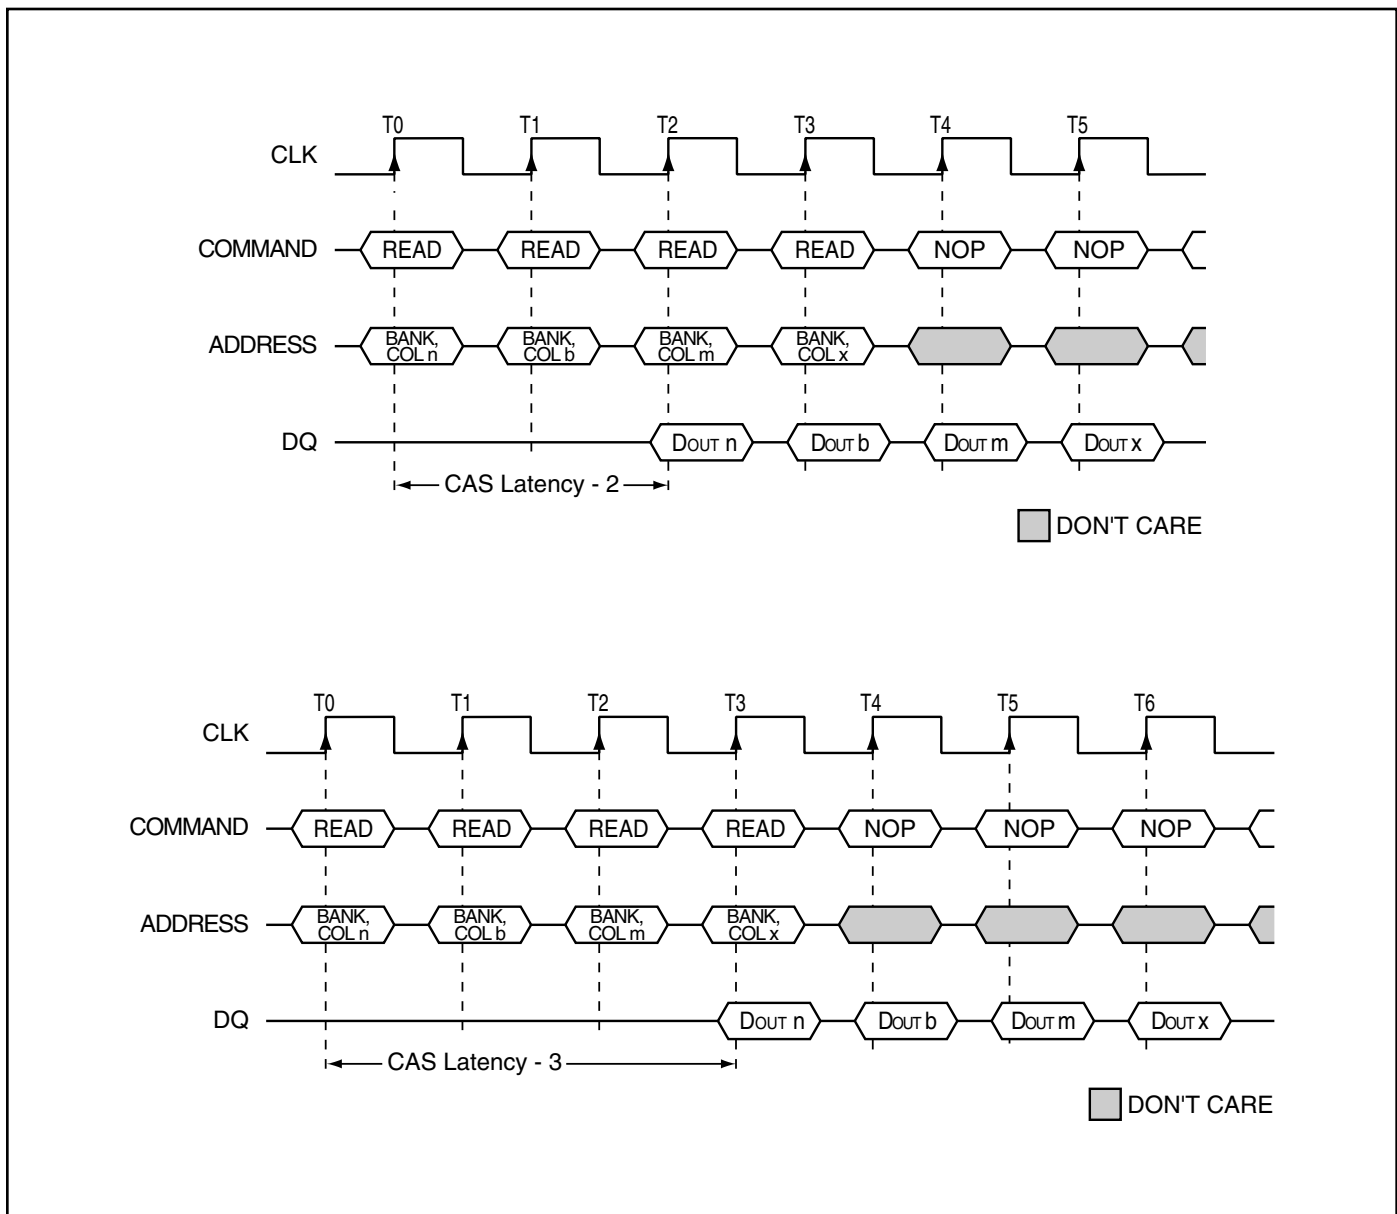 T0 T1 T2 T3 T4 T5
CLK
COMMAND READ READ READ READ NOP NOP
ADDRESS BANK, COL n BANK, COL b BANK, COL m BANK, COL x
DQ DOUT n DOUT b DOUT m DOUT x
CAS Latency - 2
DON'T CARE
T0 T1 T2 T3 T4 T5 T6
CLK
COMMAND READ READ READ READ NOP NOP NOP
ADDRESS BANK, COL n BANK, COL b BANK, COL m BANK, COL x
DQ DOUT n DOUT b DOUT m DOUT x
CAS Latency - 3
DON'T CARE